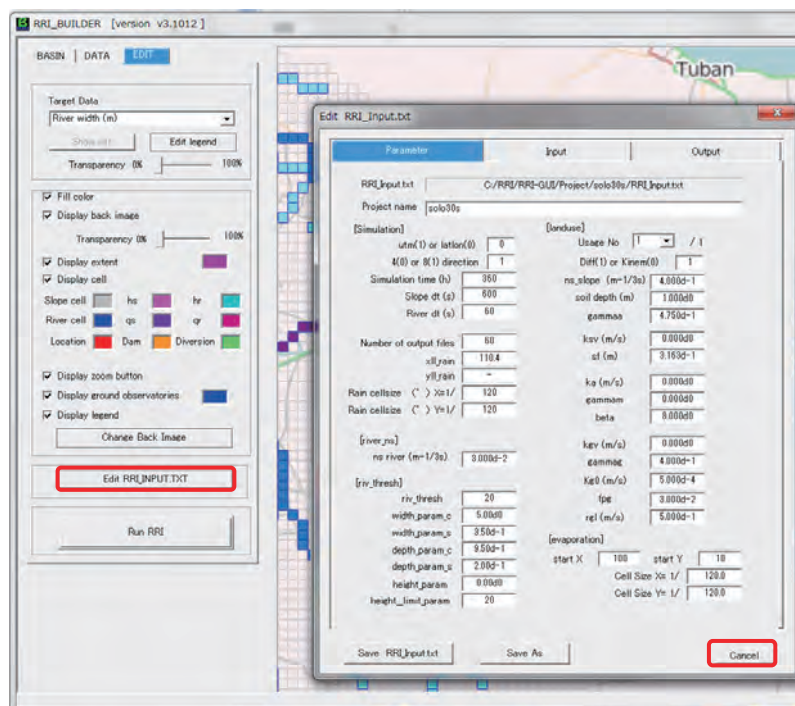 RRI_BUILDER [version v3.1012 ]
BASIN | DATA | EDIT
Target Data
River width (m)
Edit legend
Transparency 0% 100%
Fill color
Display back image
Transparency 0% 100%
Display extent
Display cell
Slope cell hs hr
River cell qs qr
Location Dam Diversion
Display zoom button
Display ground observatories
Display legend
Change Back Image
Edit RRI_INPUT.TXT
Run RRI
Tuban
Edit RRI_Input.txt
Parameter Input Output
RRI_Input.txt C:/RRI/RRI-GUI/Project/solo30s/RRI_Input.txt
Project name solo30s
[Simulation]
utm(1) or latlon(0) 0
4(0) or 8(1) direction 1
Simulation time (h) 360
Slope dt (s) 600
River dt (s) 60
Number of output files 60
xll_rain 110.4
yll_rain -
Rain cellsize (° ) X=1/ 120
Rain cellsize (° ) Y=1/ 120
[river_ns]
ns river (m-1/3s) 3.000d-2
[riv_thresh]
riv_thresh 20
width_param_c 5.00d0
width_param_s 3.50d-1
depth_param_c 9.50d-1
depth_param_s 2.00d-1
height_param 0.00d0
height_limit_param 20
[landuse]
Usage No 1 / 1
Diff(1) or Kinem(0) 1
ns_slope (m-1/3s) 4.000d-1
soil depth (m) 1.000d0
gammaa 4.750d-1
ksv (m/s) 0.000d0
sf (m) 3.163d-1
ka (m/s) 0.000d0
gammam 0.000d0
beta 8.000d0
kgv (m/s) 0.000d0
gammag 4.000d-1
Kg0 (m/s) 5.000d-4
fpg 3.000d-2
rgl (m/s) 5.000d-1
[evaporation]
start X 100 start Y 10
Cell Size X= 1/ 120.0
Cell Size Y= 1/ 120.0
Save RRI_Input.txt Save As Cancel